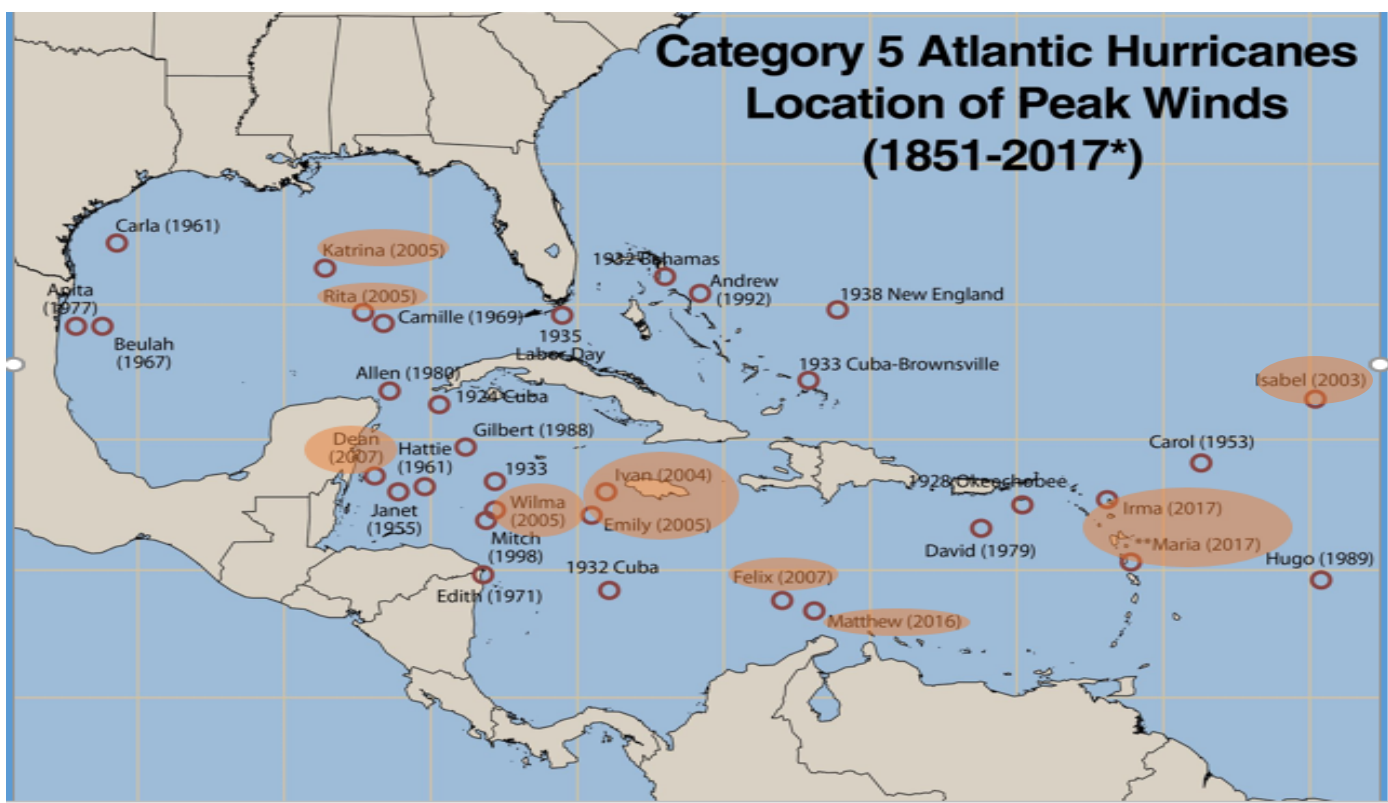 Category 5 Atlantic Hurricanes
Location of Peak Winds
(1851-2017*)
Carla (1961)
Katrina (2005)
1932 Bahamas
Andrew
(1992)
Anita
(1977)
Rita (2005)
1938 New England
Camille (1969)
Beulah
(1967)
1935
Labor Day
Allen (1980)
1933 Cuba-Brownsville
Isabel (2003)
1924 Cuba
Gilbert (1988)
Dean
(2007)
Hattie
(1961)
Carol (1953)
1933
Ivan (2004)
1928 Okeechobee
Janet
(1955)
Wilma
(2005)
Emily (2005)
Irma (2017)
Mitch
(1998)
David (1979)
**Maria (2017)
Hugo (1989)
1932 Cuba
Felix (2007)
Edith (1971)
Matthew (2016)